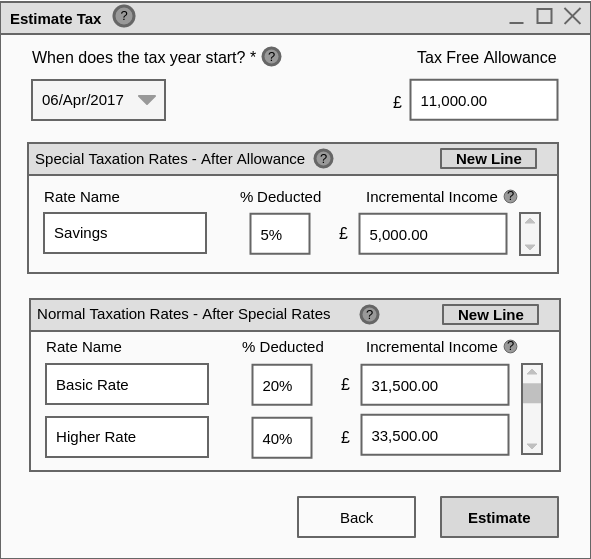 Estimate Tax ?
When does the tax year start? * ? Tax Free Allowance
06/Apr/2017 £ 11,000.00
Special Taxation Rates - After Allowance ? New Line
Rate Name % Deducted Incremental Income ?
Savings 5% £ 5,000.00
Normal Taxation Rates - After Special Rates ? New Line
Rate Name % Deducted Incremental Income ?
Basic Rate 20% £ 31,500.00
Higher Rate 40% £ 33,500.00
Back Estimate